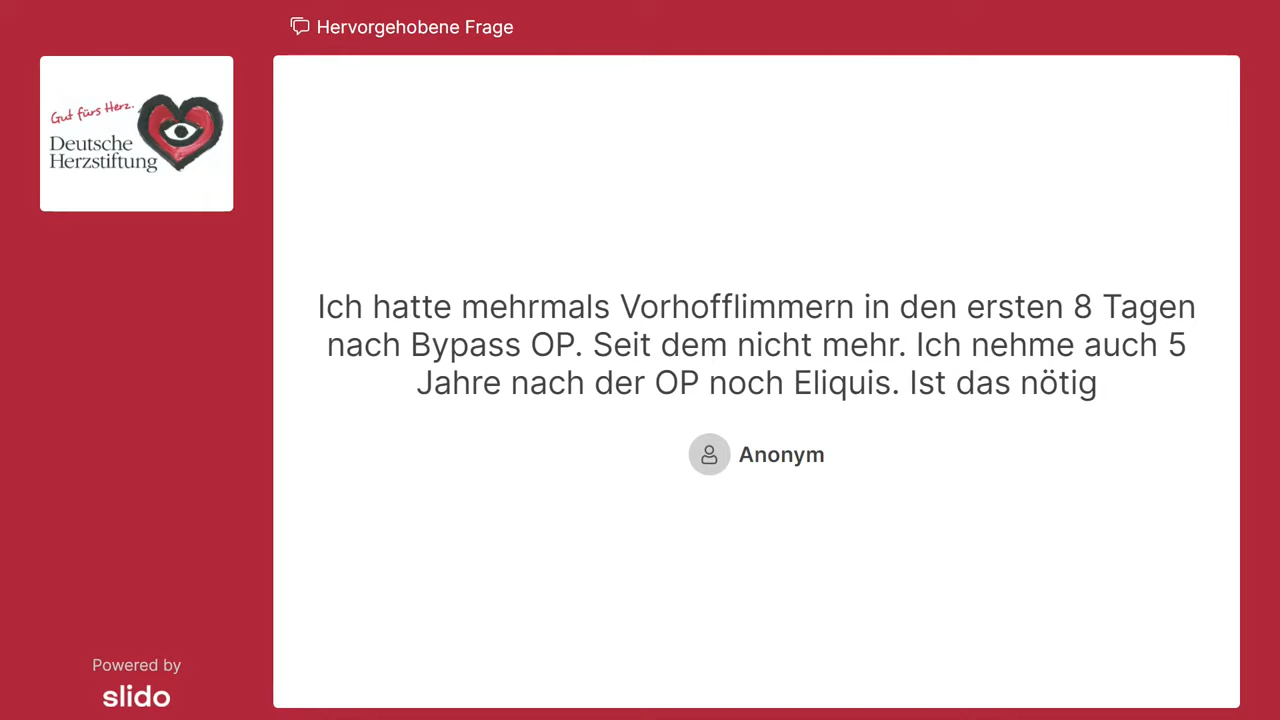 Hervorgehobene Frage
Gut fürs Herz.
Deutsche
Herzstiftung
Ich hatte mehrmals Vorhofflimmern in den ersten 8 Tagen
nach Bypass OP. Seit dem nicht mehr. Ich nehme auch 5
Jahre nach der OP noch Eliquis. Ist das nötig
Anonym
Powered by
slido